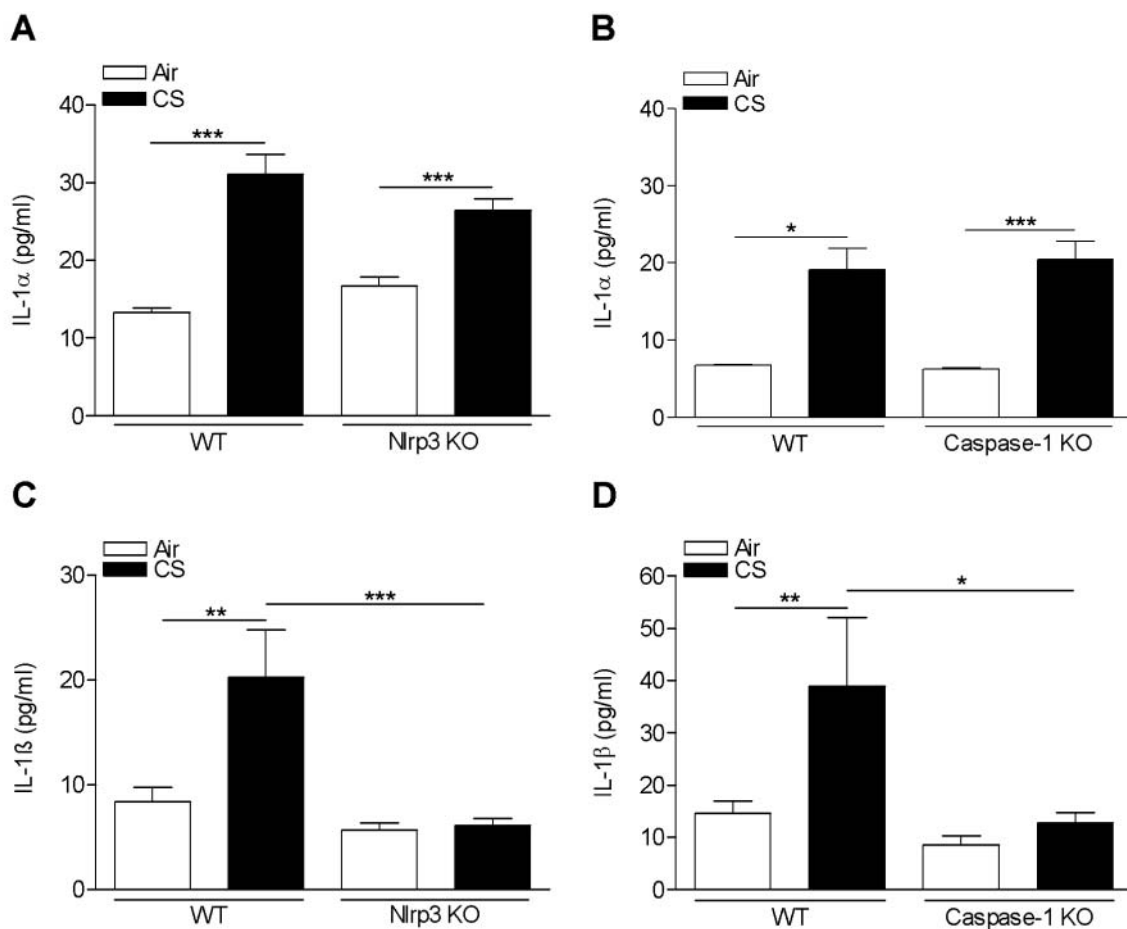 A
Air
CS
IL-1α (pg/ml)
40
30
20
10
0
***
***
WT
Nlrp3 KO
B
Air
CS
IL-1α (pg/ml)
40
30
20
10
0
*
***
WT
Caspase-1 KO
C
Air
CS
IL-1ß (pg/ml)
30
20
10
0
**
***
WT
Nlrp3 KO
D
Air
CS
IL-1β (pg/ml)
60
50
40
30
20
10
0
**
*
WT
Caspase-1 KO